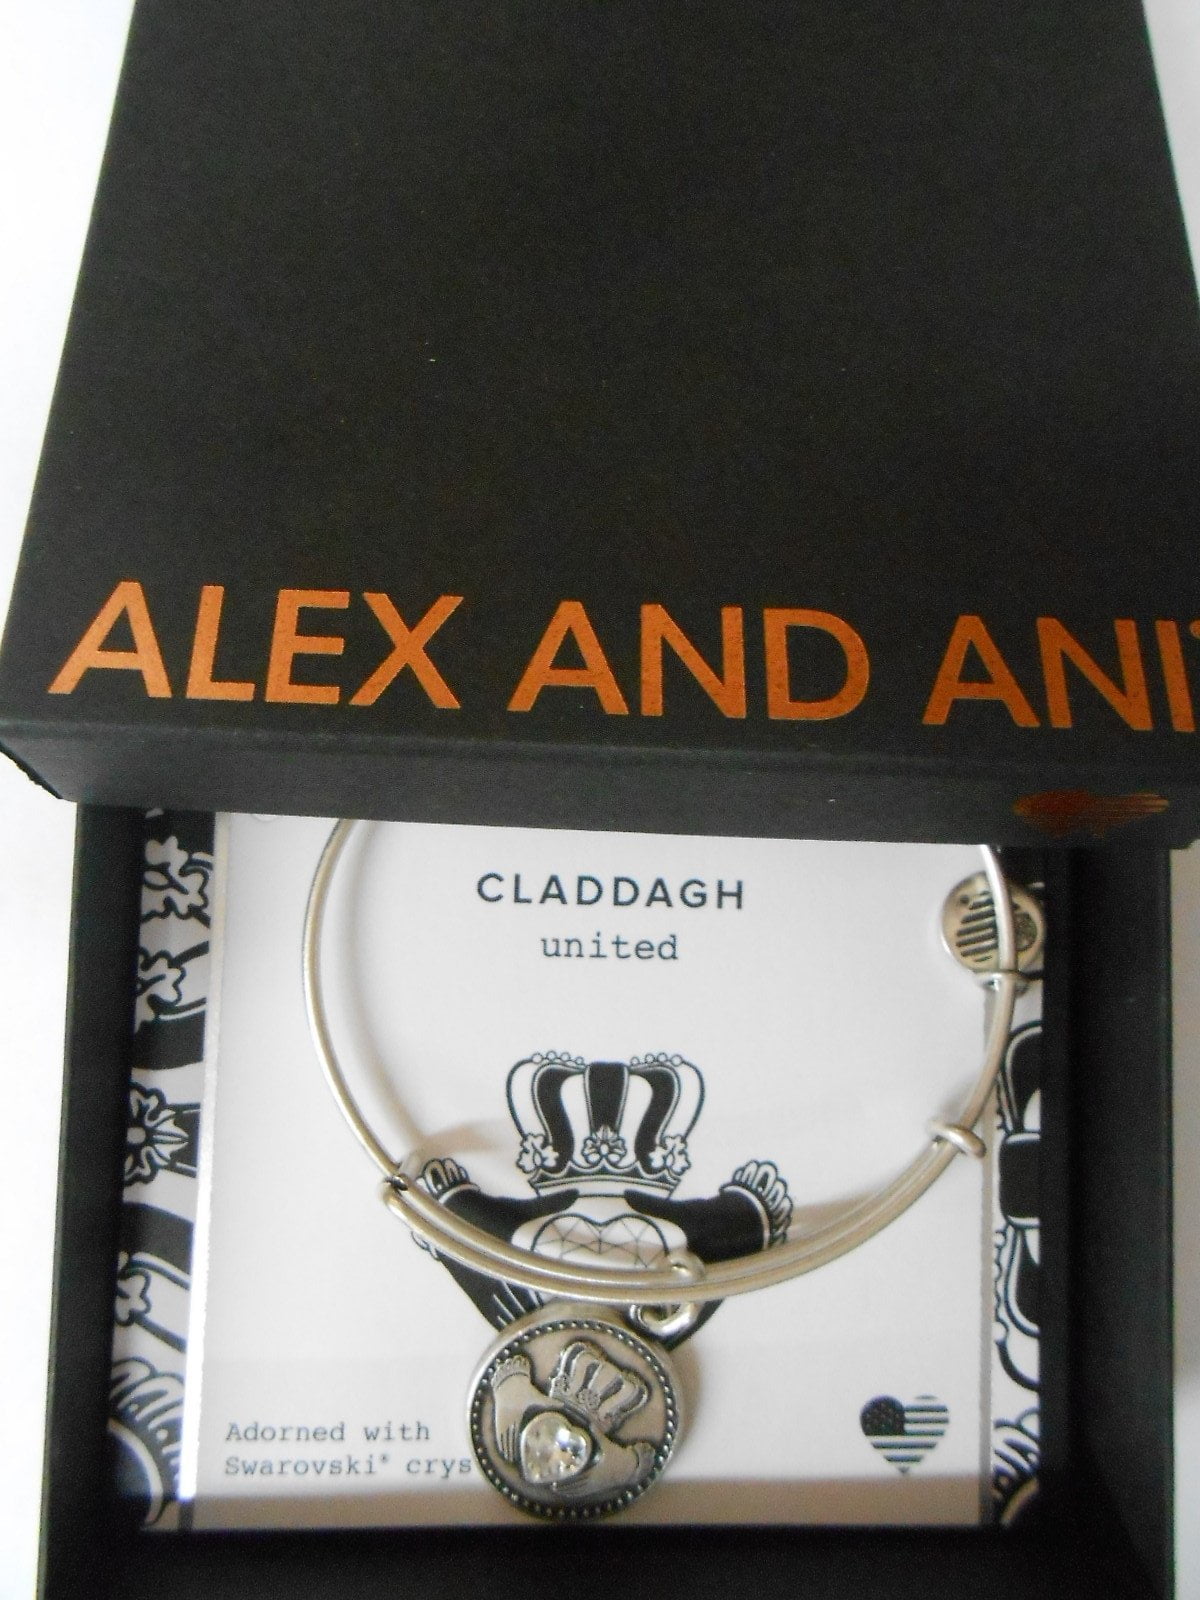 ALEX AND ANI
CLADDAGH
united
Adorned with
Swarovski® crys